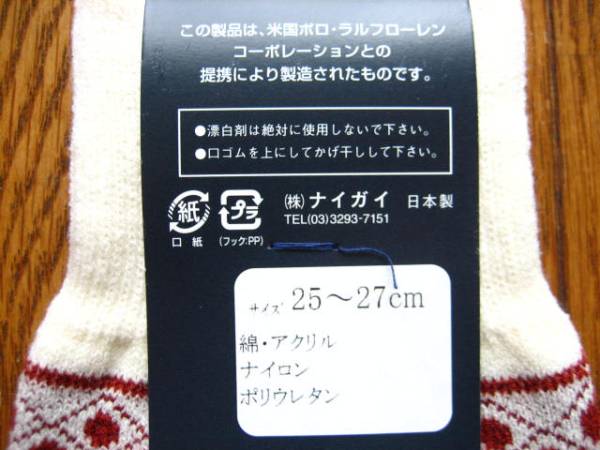 この製品は、米国ポロ・ラルフローレン
コーポレーションとの
提携により製造されたものです。
●漂白剤は絶対に使用しないで下さい。
●口ゴムを上にしてかげ干しして下さい。
紙
口紙
プラ
(フック:PP)
(株)ナイガイ 日本製
TEL(03)3293-7151
サイズ 25～27cm
綿・アクリル
ナイロン
ポリウレタン